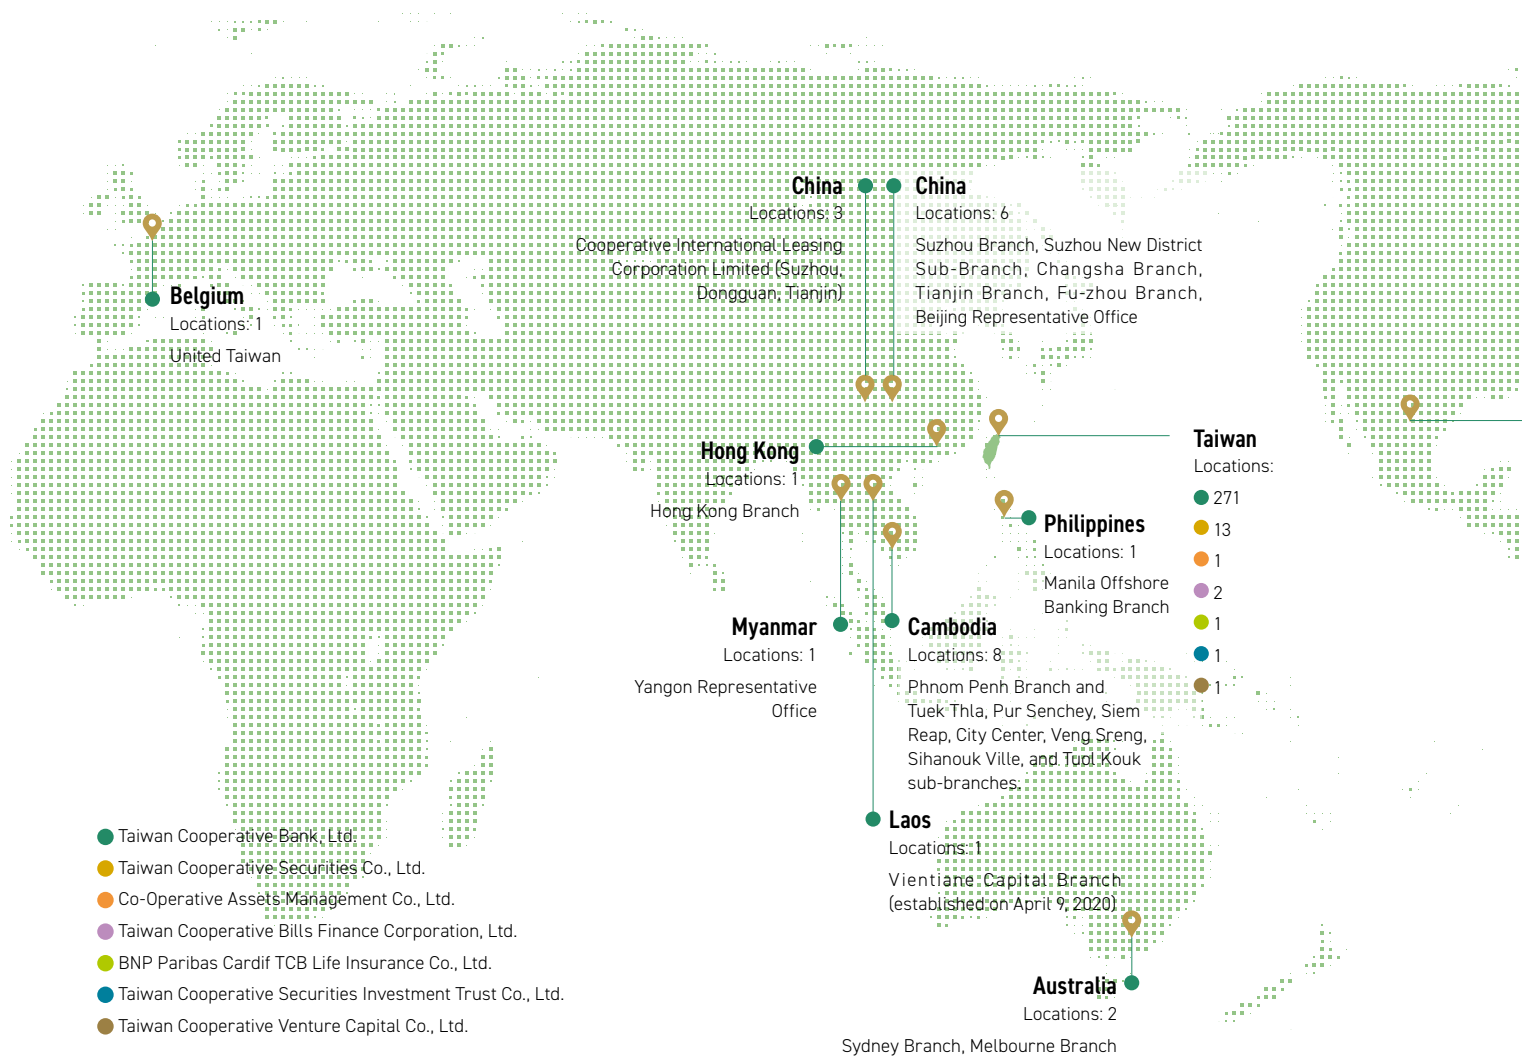 China
Locations: 3
Cooperative International Leasing
Corporation Limited (Suzhou,
Dongguan, Tianjin)
China
Locations: 6
Suzhou Branch, Suzhou New District
Sub-Branch, Changsha Branch,
Tianjin Branch, Fu-zhou Branch,
Beijing Representative Office
Belgium
Locations: 1
United Taiwan
Hong Kong
Locations: 1
Hong Kong Branch
Taiwan
Locations:
271
13
1
2
1
1
1
Philippines
Locations: 1
Manila Offshore
Banking Branch
Myanmar
Locations: 1
Yangon Representative
Office
Cambodia
Locations: 8
Phnom Penh Branch and
Tuek Thla, Pur Senchey, Siem
Reap, City Center, Veng Sreng,
Sihanouk Ville, and Tuol Kouk
sub-branches.
Laos
Locations: 1
Vientiane Capital Branch
(established on April 9, 2020)
Australia
Locations: 2
Sydney Branch, Melbourne Branch
Taiwan Cooperative Bank, Ltd.
Taiwan Cooperative Securities Co., Ltd.
Co-Operative Assets Management Co., Ltd.
Taiwan Cooperative Bills Finance Corporation, Ltd.
BNP Paribas Cardif TCB Life Insurance Co., Ltd.
Taiwan Cooperative Securities Investment Trust Co., Ltd.
Taiwan Cooperative Venture Capital Co., Ltd.